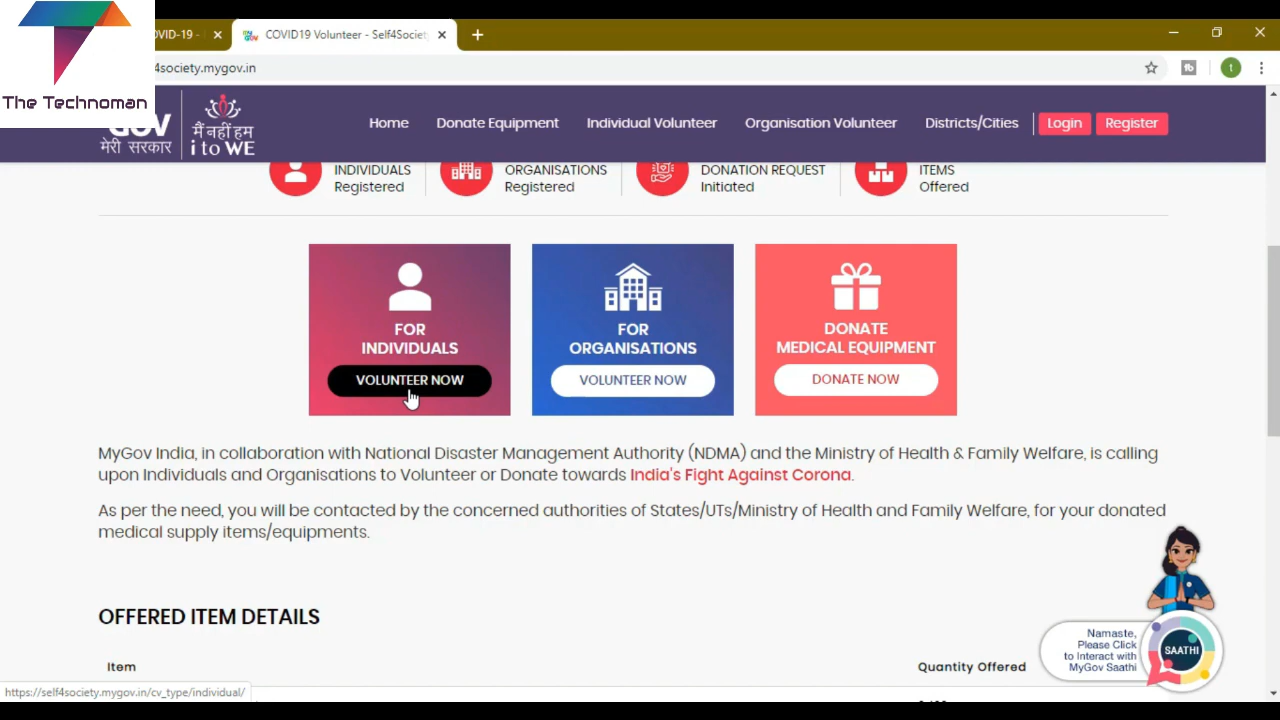 The Technoman
VID-19 -
COVID19 Volunteer - Self4Societ
4society.mygov.in
GOV
मेरी सरकार
मैं नहीं हम
i to WE
Home
Donate Equipment
Individual Volunteer
Organisation Volunteer
Districts/Cities
Login
Register
INDIVIDUALS
Registered
ORGANISATIONS
Registered
DONATION REQUEST
Initiated
ITEMS
Offered
FOR
INDIVIDUALS
VOLUNTEER NOW
FOR
ORGANISATIONS
VOLUNTEER NOW
DONATE
MEDICAL EQUIPMENT
DONATE NOW
MyGov India, in collaboration with National Disaster Management Authority (NDMA) and the Ministry of Health & Family Welfare, is calling
upon Individuals and Organisations to Volunteer or Donate towards India's Fight Against Corona.
As per the need, you will be contacted by the concerned authorities of States/UTs/Ministry of Health and Family Welfare, for your donated
medical supply items/equipments.
OFFERED ITEM DETAILS
Item
Quantity Offered
Namaste,
Please Click
to Interact with
MyGov Saathi
SAATHI
https://self4society.mygov.in/cv_type/individual/